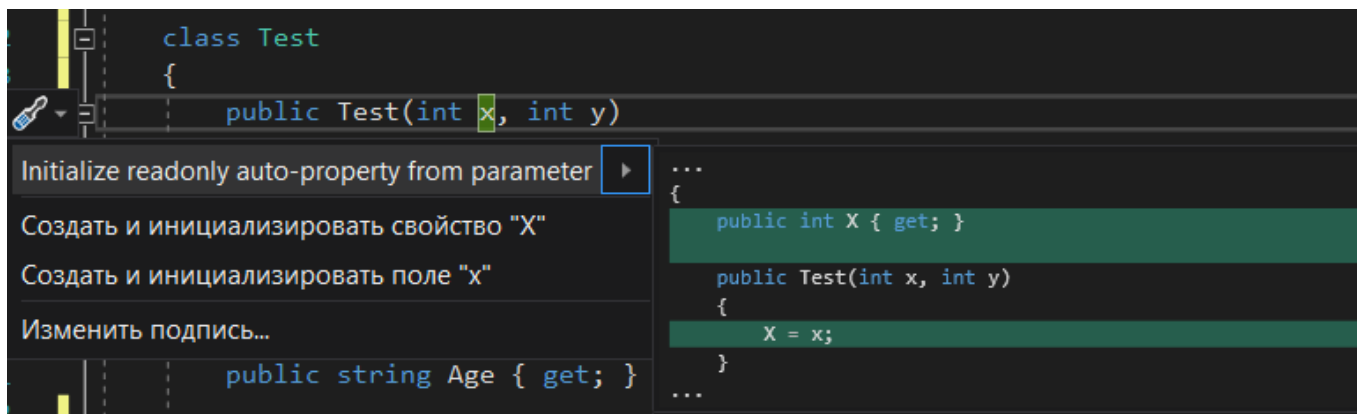 class Test
{
public Test(int x, int y)
Initialize readonly auto-property from parameter
Создать и инициализировать свойство "X"
Создать и инициализировать поле "x"
Изменить подпись...
public string Age { get; }
...
{
public int X { get; }
public Test(int x, int y)
{
X = x;
}
...